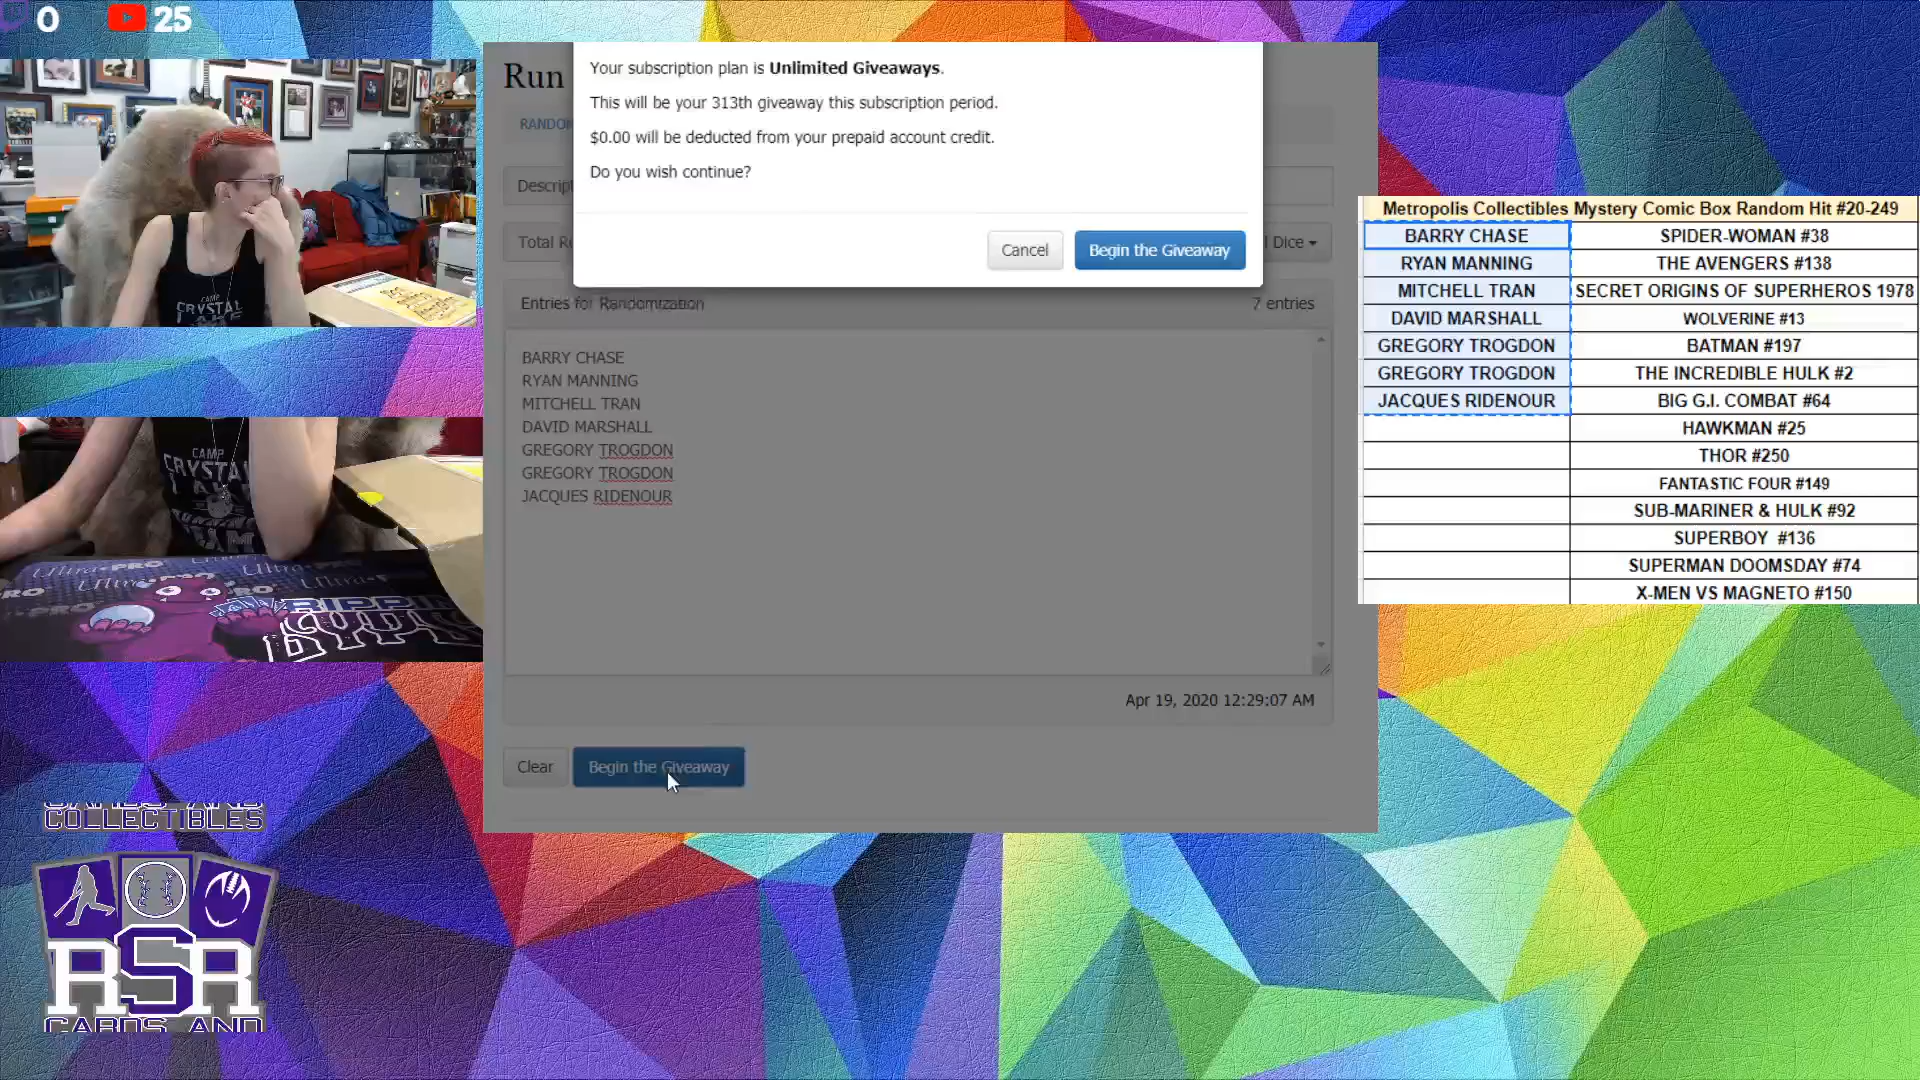 0
25
Run
Your subscription plan is Unlimited Giveaways.
This will be your 313th giveaway this subscription period.
$0.00 will be deducted from your prepaid account credit.
Do you wish continue?
Cancel
Begin the Giveaway
Entries for Randomization
7 entries
BARRY CHASE
RYAN MANNING
MITCHELL TRAN
DAVID MARSHALL
GREGORY TROGDON
GREGORY TROGDON
JACQUES RIDENOUR
Apr 19, 2020 12:29:07 AM
Clear
Begin the Giveaway
Metropolis Collectibles Mystery Comic Box Random Hit #20-249
BARRY CHASE SPIDER-WOMAN #38
RYAN MANNING THE AVENGERS #138
MITCHELL TRAN SECRET ORIGINS OF SUPERHEROS 1978
DAVID MARSHALL WOLVERINE #13
GREGORY TROGDON BATMAN #197
GREGORY TROGDON THE INCREDIBLE HULK #2
JACQUES RIDENOUR BIG G.I. COMBAT #64
HAWKMAN #25
THOR #250
FANTASTIC FOUR #149
SUB-MARINER & HULK #92
SUPERBOY #136
SUPERMAN DOOMSDAY #74
X-MEN VS MAGNETO #150
CAMP
CRYSTAL
CAMP
COLLECTIBLES
RSR
CARDS AND